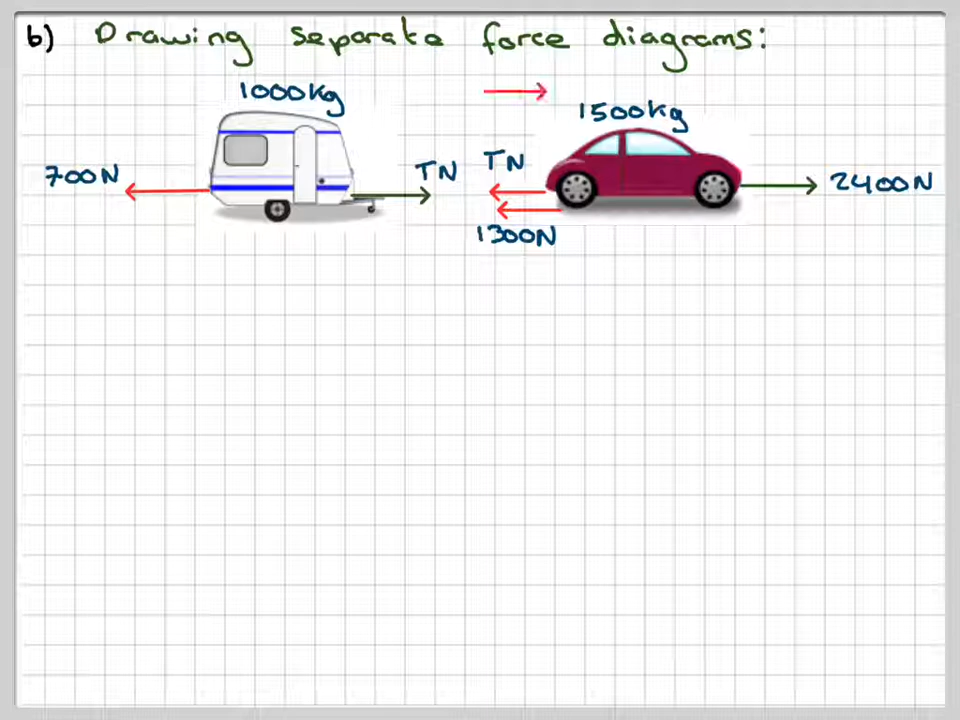 b) Drawing separate force diagrams:
1000kg
1500kg
700N
TN
TN
2400N
1300N